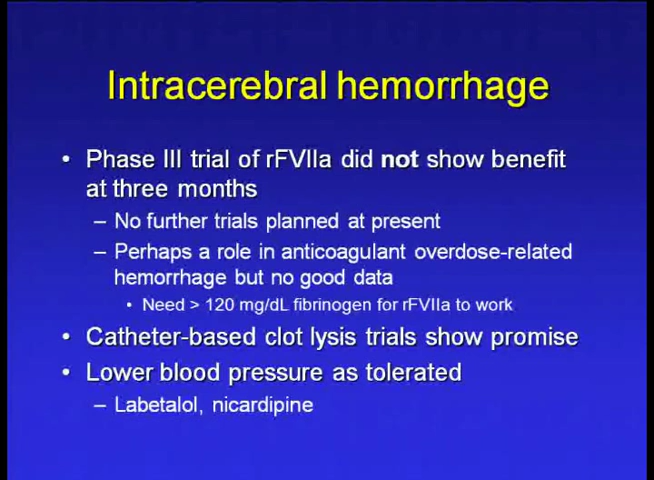 Intracerebral hemorrhage
• Phase III trial of rFVIIa did not show benefit
at three months
– No further trials planned at present
– Perhaps a role in anticoagulant overdose-related
hemorrhage but no good data
• Need > 120 mg/dL fibrinogen for rFVIIa to work
• Catheter-based clot lysis trials show promise
• Lower blood pressure as tolerated
– Labetalol, nicardipine